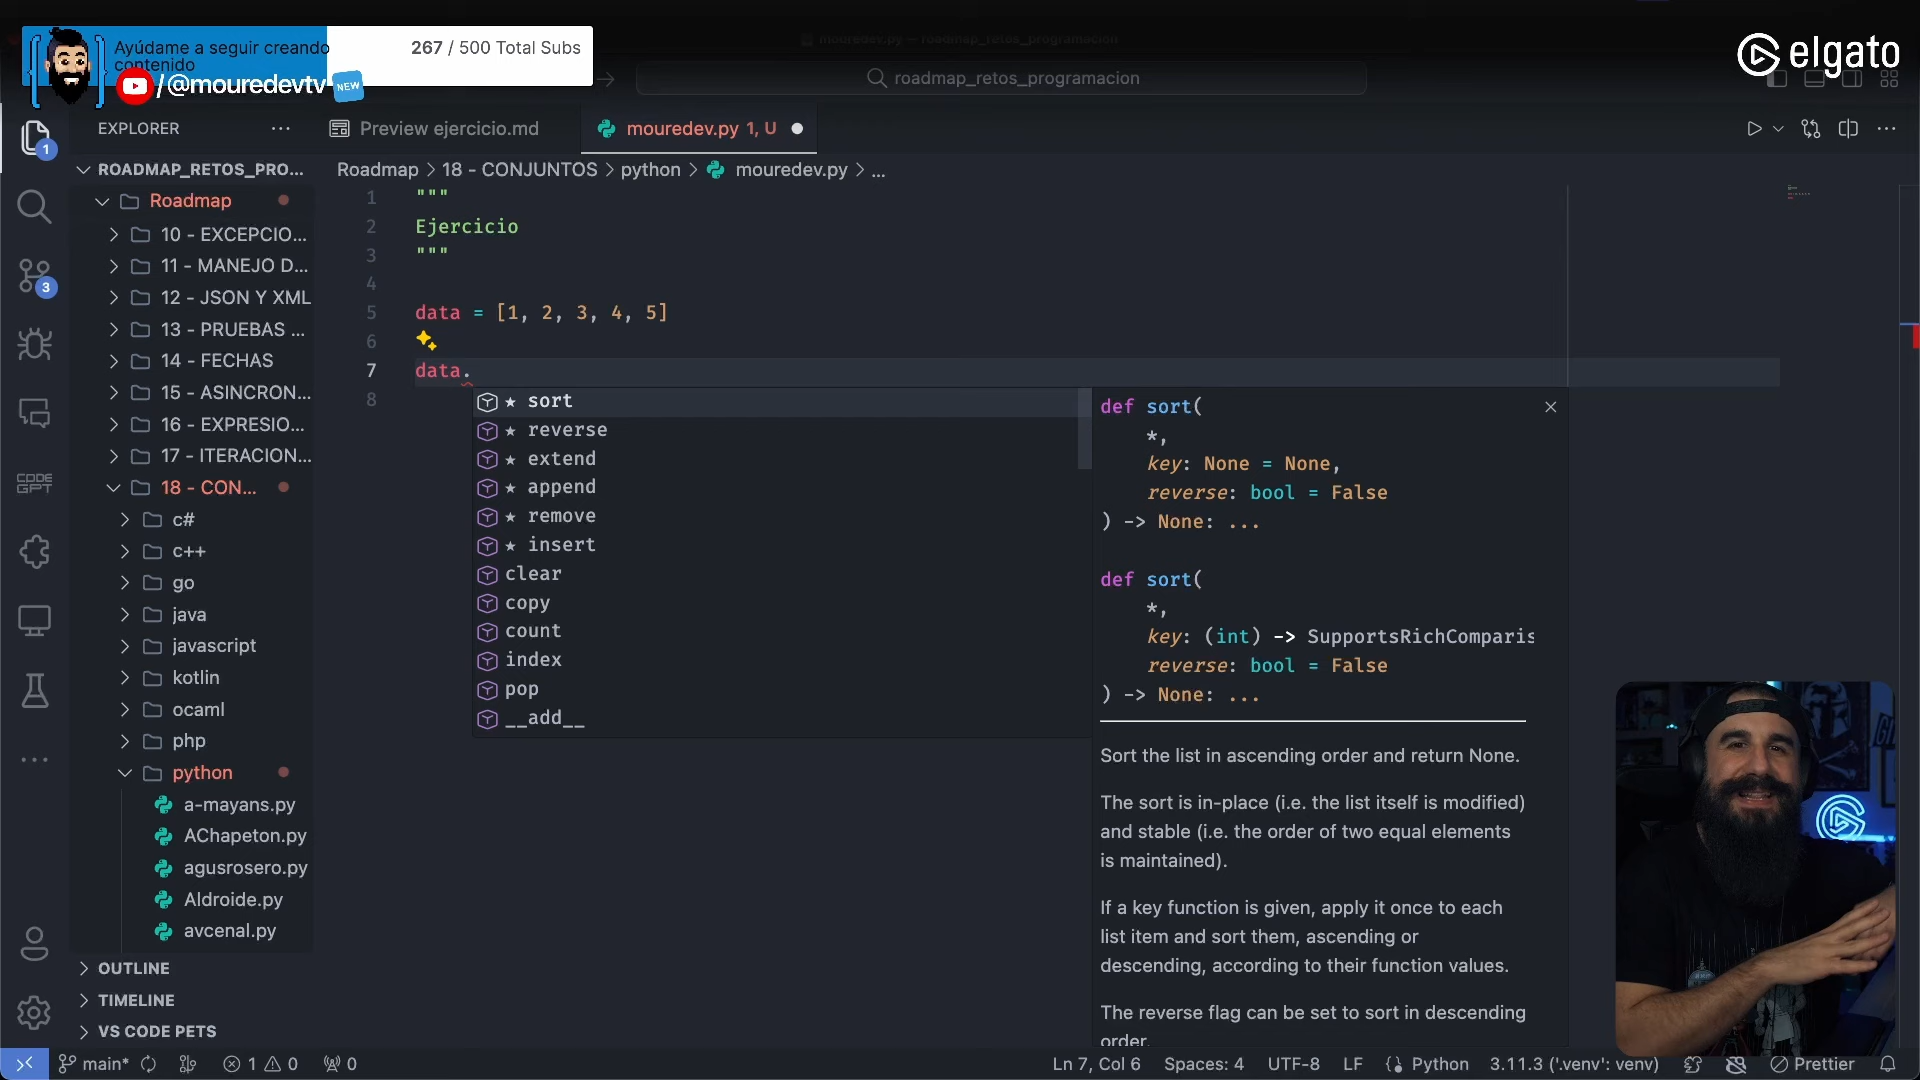 Ayúdame a seguir creando
contenido
267 / 500 Total Subs
/@mouredevtv NEW
mouredev.py — roadmap_retos_programacion
roadmap_retos_programacion
elgato
EXPLORER
Preview ejercicio.md
mouredev.py 1, U
1
ROADMAP_RETOS_PRO...
Roadmap > 18 - CONJUNTOS > python > mouredev.py > ...
Roadmap
10 - EXCEPCIO...
11 - MANEJO D...
12 - JSON Y XML
13 - PRUEBAS ...
14 - FECHAS
15 - ASINCRON...
16 - EXPRESIO...
17 - ITERACION...
18 - CON...
c#
c++
go
java
javascript
kotlin
ocaml
php
python
a-mayans.py
AChapeton.py
agusrosero.py
Aldroide.py
avcenal.py
OUTLINE
TIMELINE
VS CODE PETS
3
CODE
GPT
1 """
2 Ejercicio
3 """
4
5 data = [1, 2, 3, 4, 5]
6
7 data.
8
★ sort
★ reverse
★ extend
★ append
★ remove
★ insert
clear
copy
count
index
pop
__add__
def sort(
*,
key: None = None,
reverse: bool = False
) -> None: ...
def sort(
*,
key: (int) -> SupportsRichComparis
reverse: bool = False
) -> None: ...
Sort the list in ascending order and return None.
The sort is in-place (i.e. the list itself is modified)
and stable (i.e. the order of two equal elements
is maintained).
If a key function is given, apply it once to each
list item and sort them, ascending or
descending, according to their function values.
The reverse flag can be set to sort in descending
order.
main* 1 0 0
Ln 7, Col 6 Spaces: 4 UTF-8 LF Python 3.11.3 ('.venv': venv) Prettier